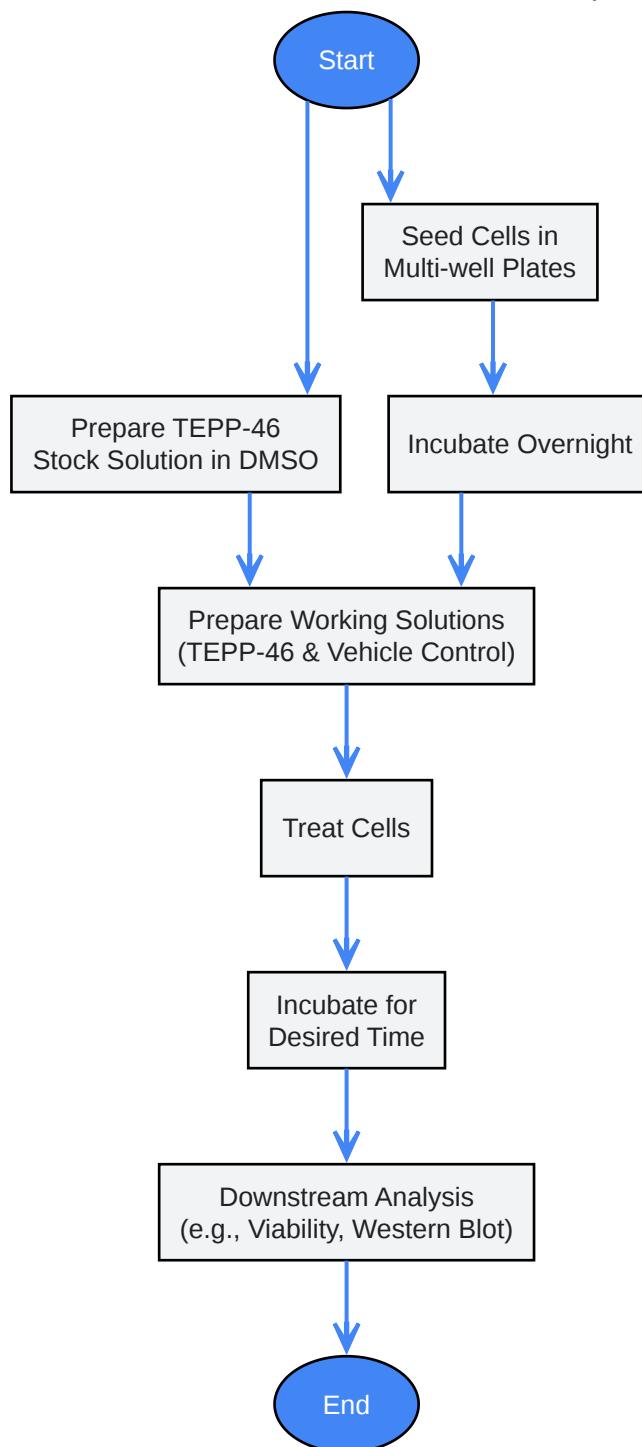 Start
Seed Cells in
Multi-well Plates
Prepare TEPP-46
Stock Solution in DMSO
Incubate Overnight
Prepare Working Solutions
(TEPP-46 & Vehicle Control)
Treat Cells
Incubate for
Desired Time
Downstream Analysis
(e.g., Viability, Western Blot)
End